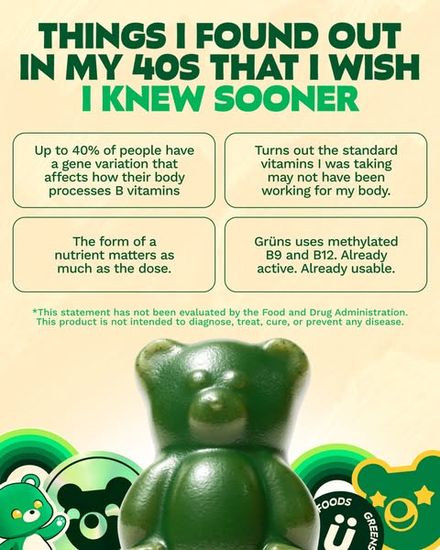 THINGS I FOUND OUT
IN MY 40S THAT I WISH
I KNEW SOONER
Up to 40% of people have
a gene variation that
affects how their body
processes B vitamins
Turns out the standard
vitamins I was taking
may not have been
working for my body.
The form of a
nutrient matters as
much as the dose.
Grüns uses methylated
B9 and B12. Already
active. Already usable.
*This statement has not been evaluated by the Food and Drug Administration.
This product is not intended to diagnose, treat, cure, or prevent any disease.
FOODS
ü
GREENS